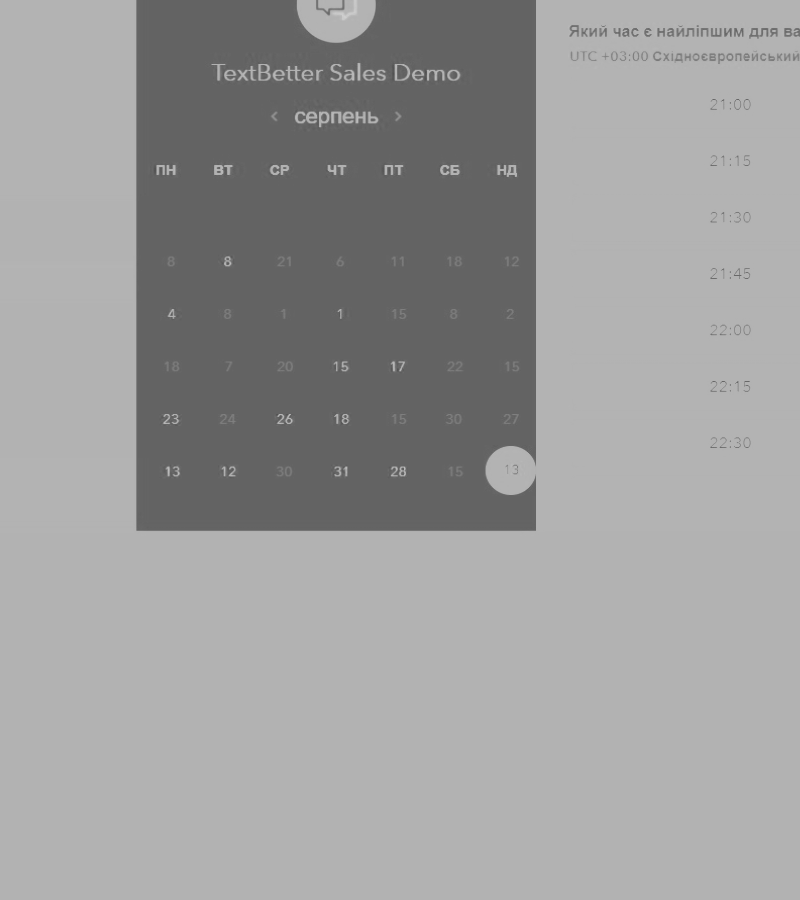 TextBetter Sales Demo
‹ серпень ›
ПН ВТ СР ЧТ ПТ СБ НД
8 8 21 6 11 18 12
4 8 1 1 15 8 2
18 7 20 15 17 22 15
23 24 26 18 15 30 27
13 12 30 31 28 15 13
Який час є найліпшим для ва
UTC +03:00 Східноєвропейський
21:00
21:15
21:30
21:45
22:00
22:15
22:30